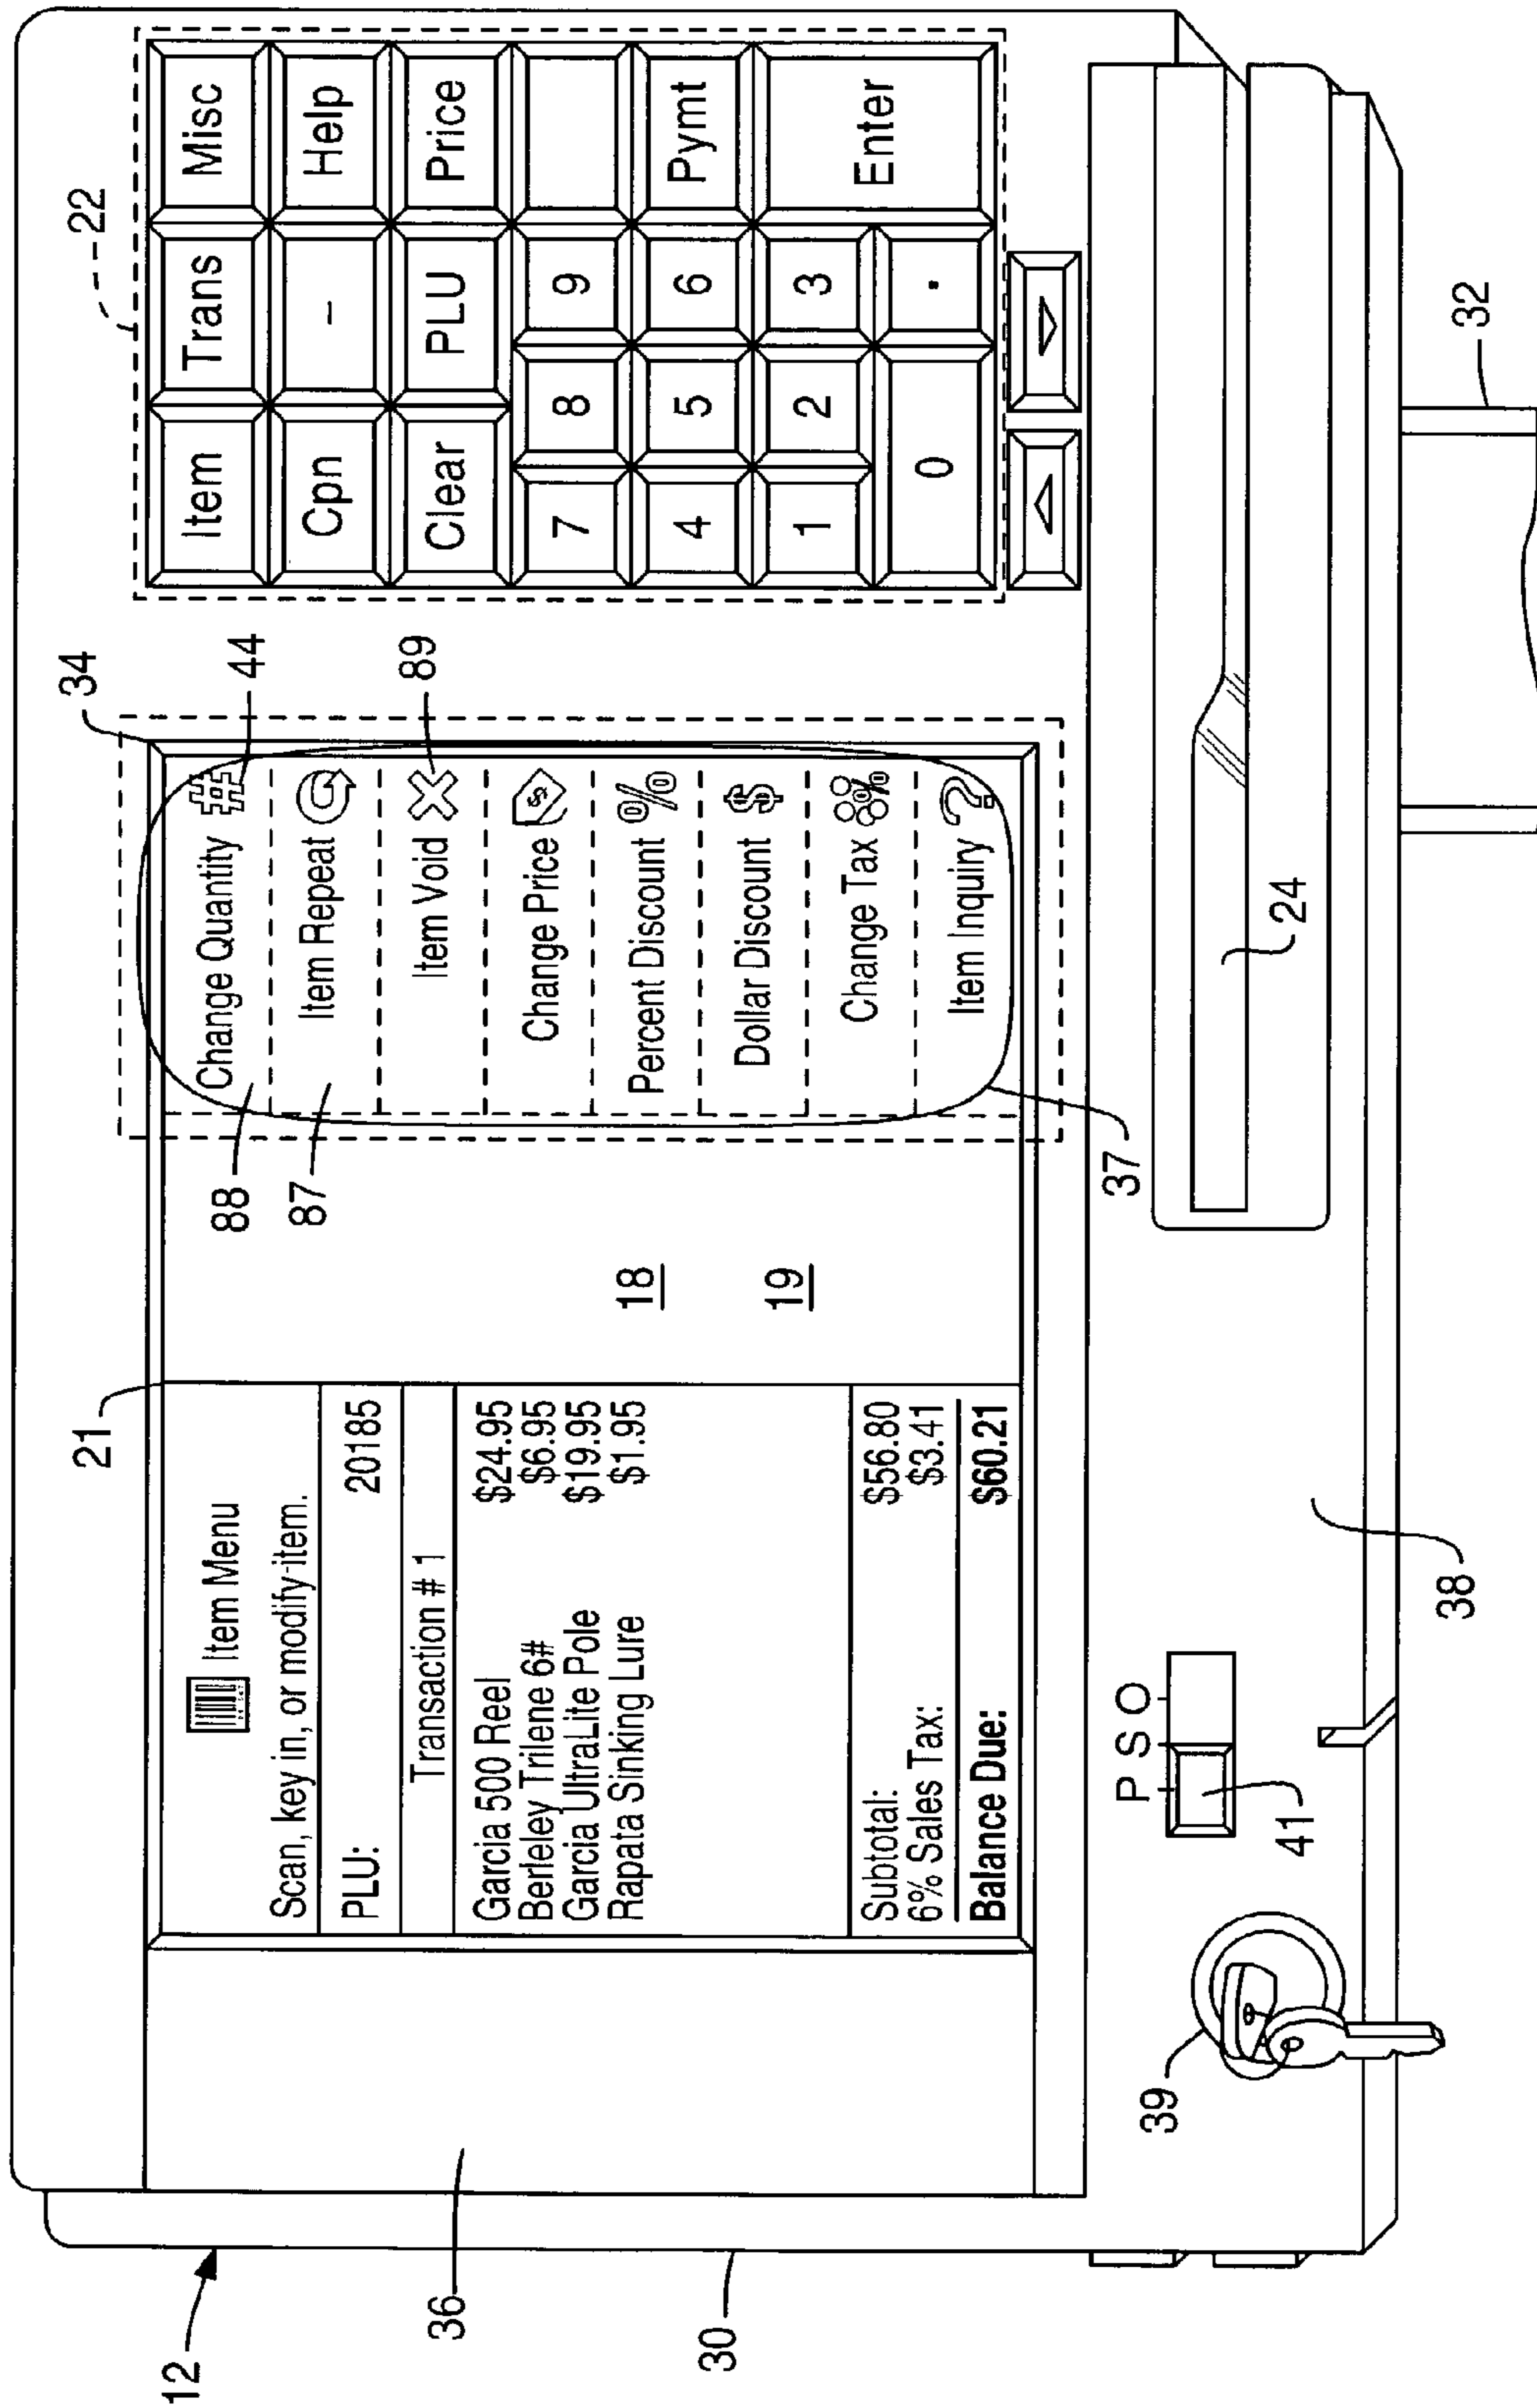 12
36
30
21
Item Menu
Scan, key in, or modify-item.
PLU: 20185
Transaction # 1
Garcia 500 Reel $24.95
Berleley Trilene 6# $6.95
Garcia UltraLite Pole $19.95
Rapata Sinking Lure $1.95
Subtotal: $56.80
6% Sales Tax: $3.41
Balance Due: $60.21
18
19
34
88
87
Change Quantity #
44
Item Repeat
Item Void
89
Change Price $
Percent Discount %
Dollar Discount $
Change Tax %
Item Inquiry ?
37
22
Item Trans Misc
Cpn – Help
Clear PLU Price
7 8 9
4 5 6 Pymt
1 2 3 Enter
0 .
39
P S O
41
38
24
32